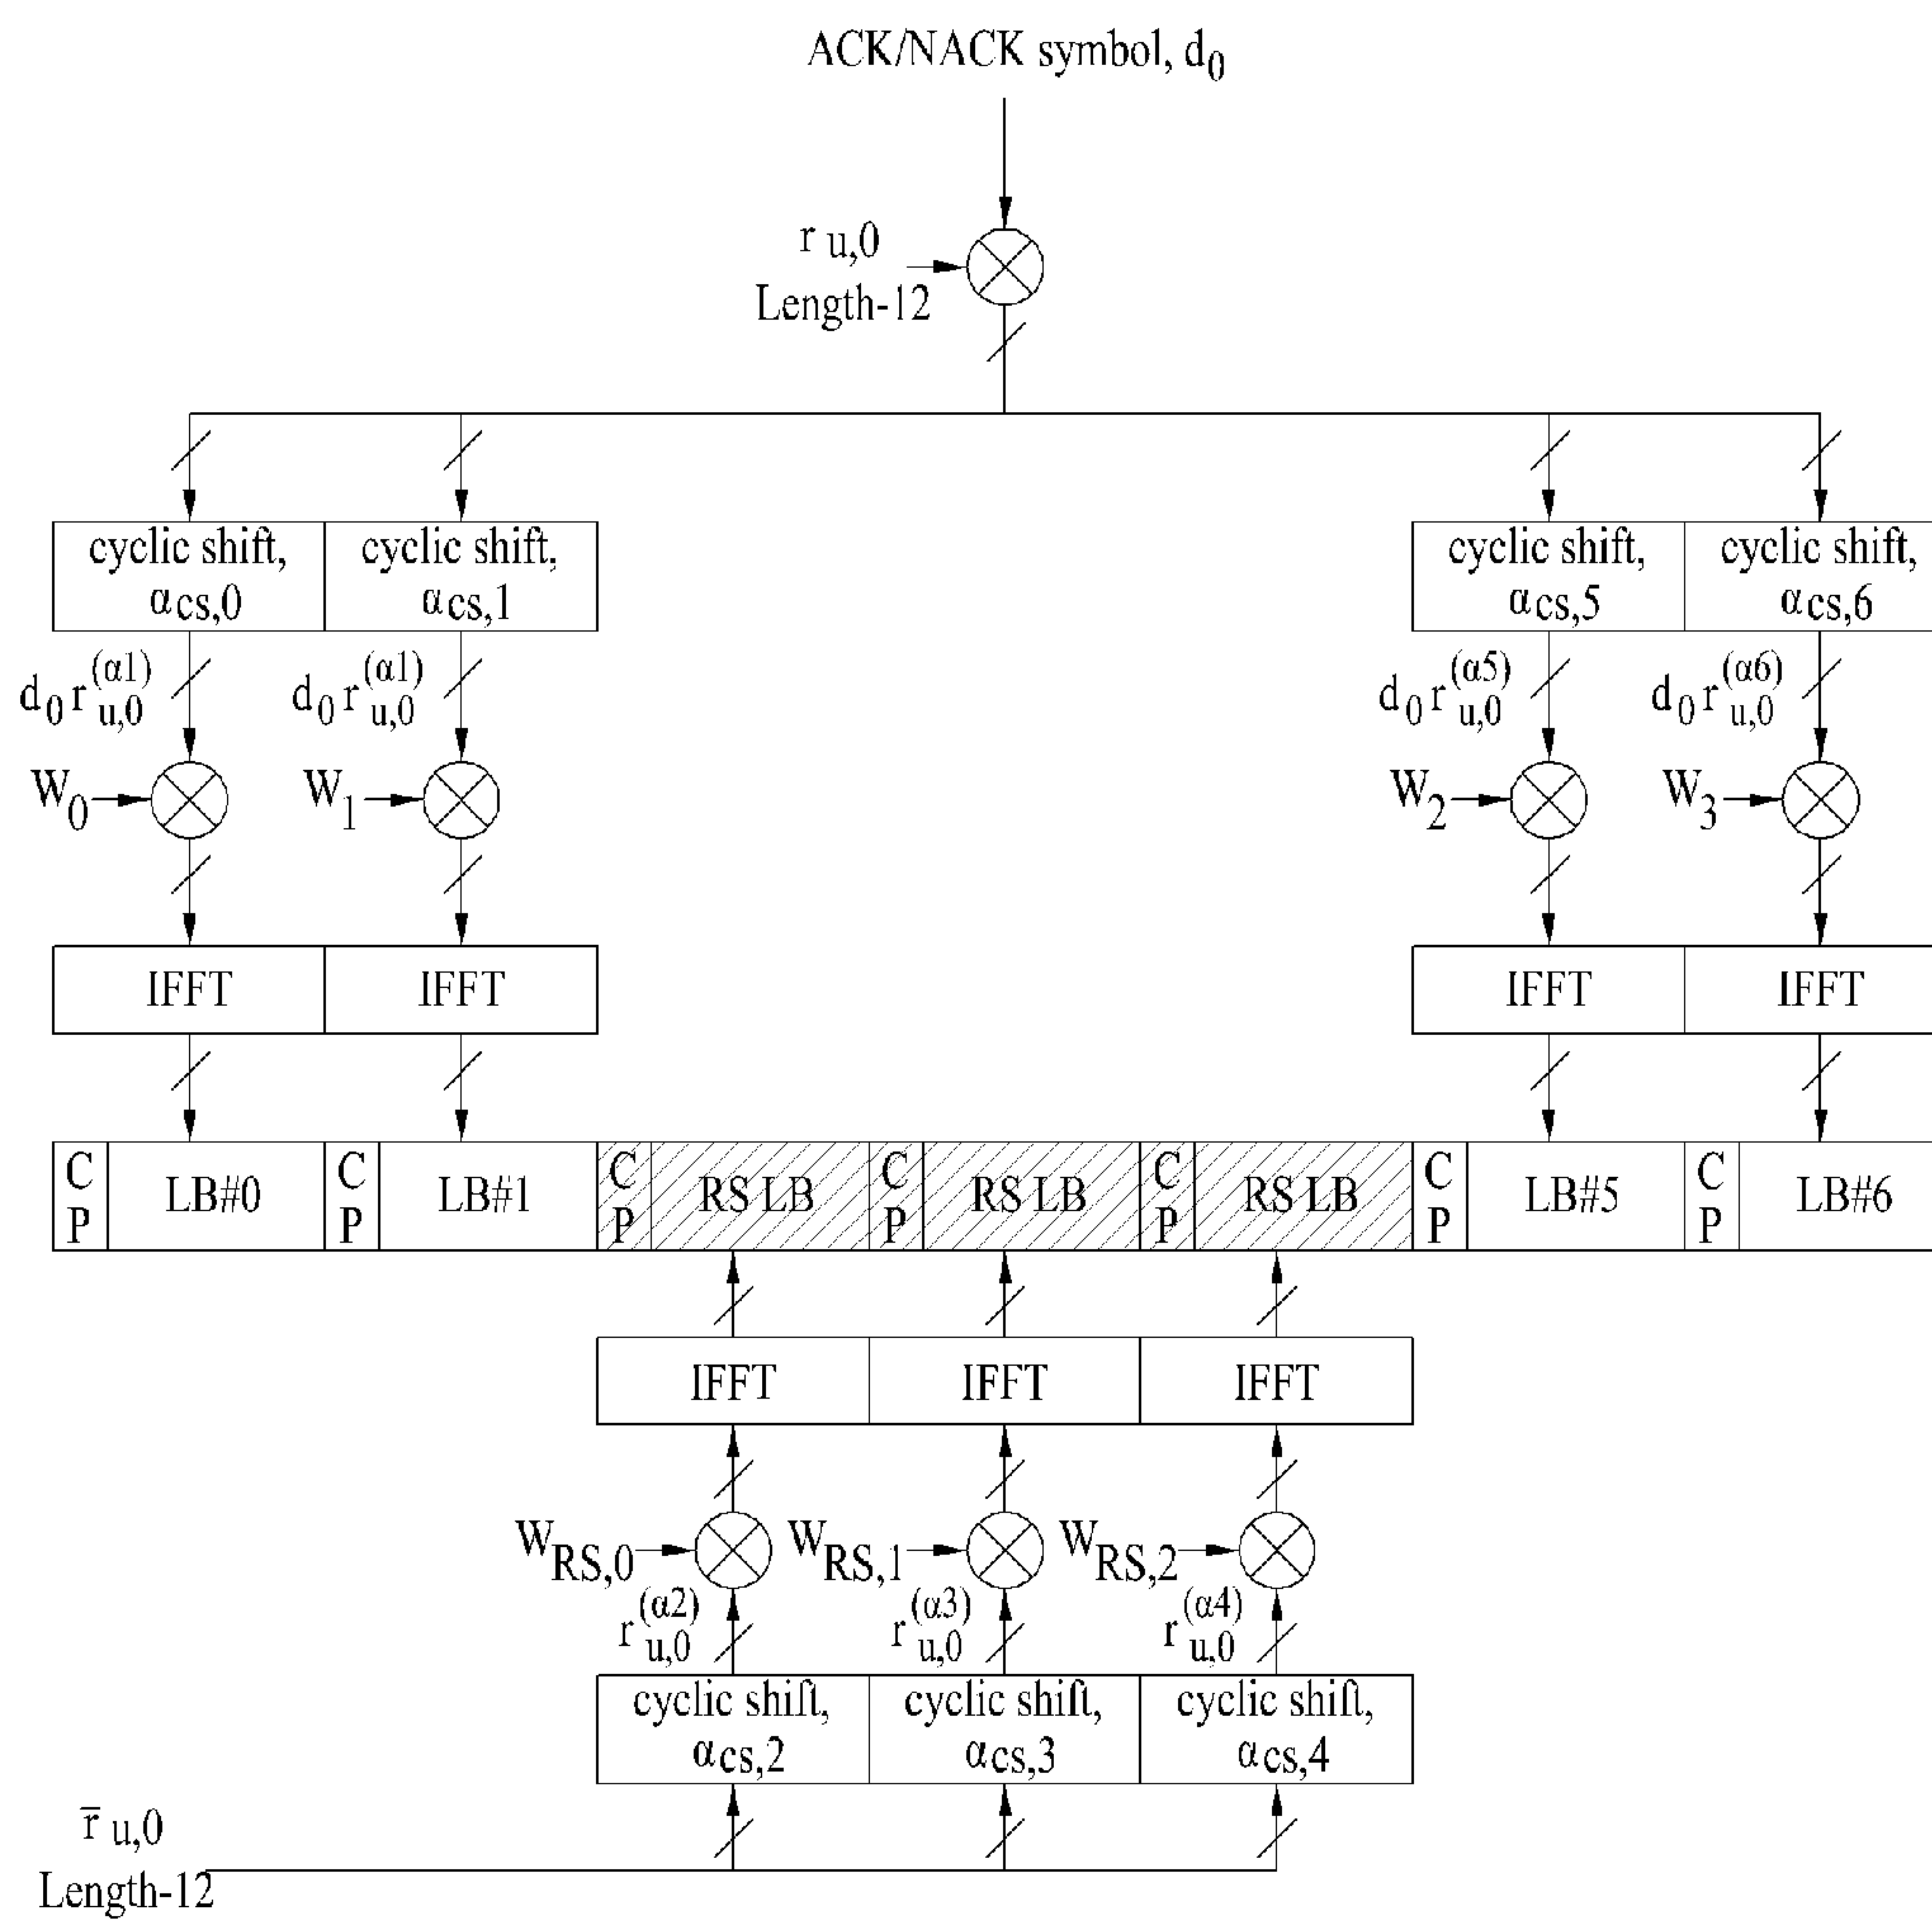 ACK/NACK symbol, d0
r u,0
Length-12
cyclic shift, αcs,0
cyclic shift, αcs,1
cyclic shift, αcs,5
cyclic shift, αcs,6
d0 r u,0 (α1)
d0 r u,0 (α1)
d0 r u,0 (α5)
d0 r u,0 (α6)
W0
W1
W2
W3
IFFT
IFFT
IFFT
IFFT
CP
LB#0
CP
LB#1
CP
RS LB
CP
RS LB
CP
RS LB
CP
LB#5
CP
LB#6
IFFT
IFFT
IFFT
WRS,0
WRS,1
WRS,2
r u,0 (α2)
r u,0 (α3)
r u,0 (α4)
cyclic shift, αcs,2
cyclic shift, αcs,3
cyclic shift, αcs,4
r̄ u,0
Length-12